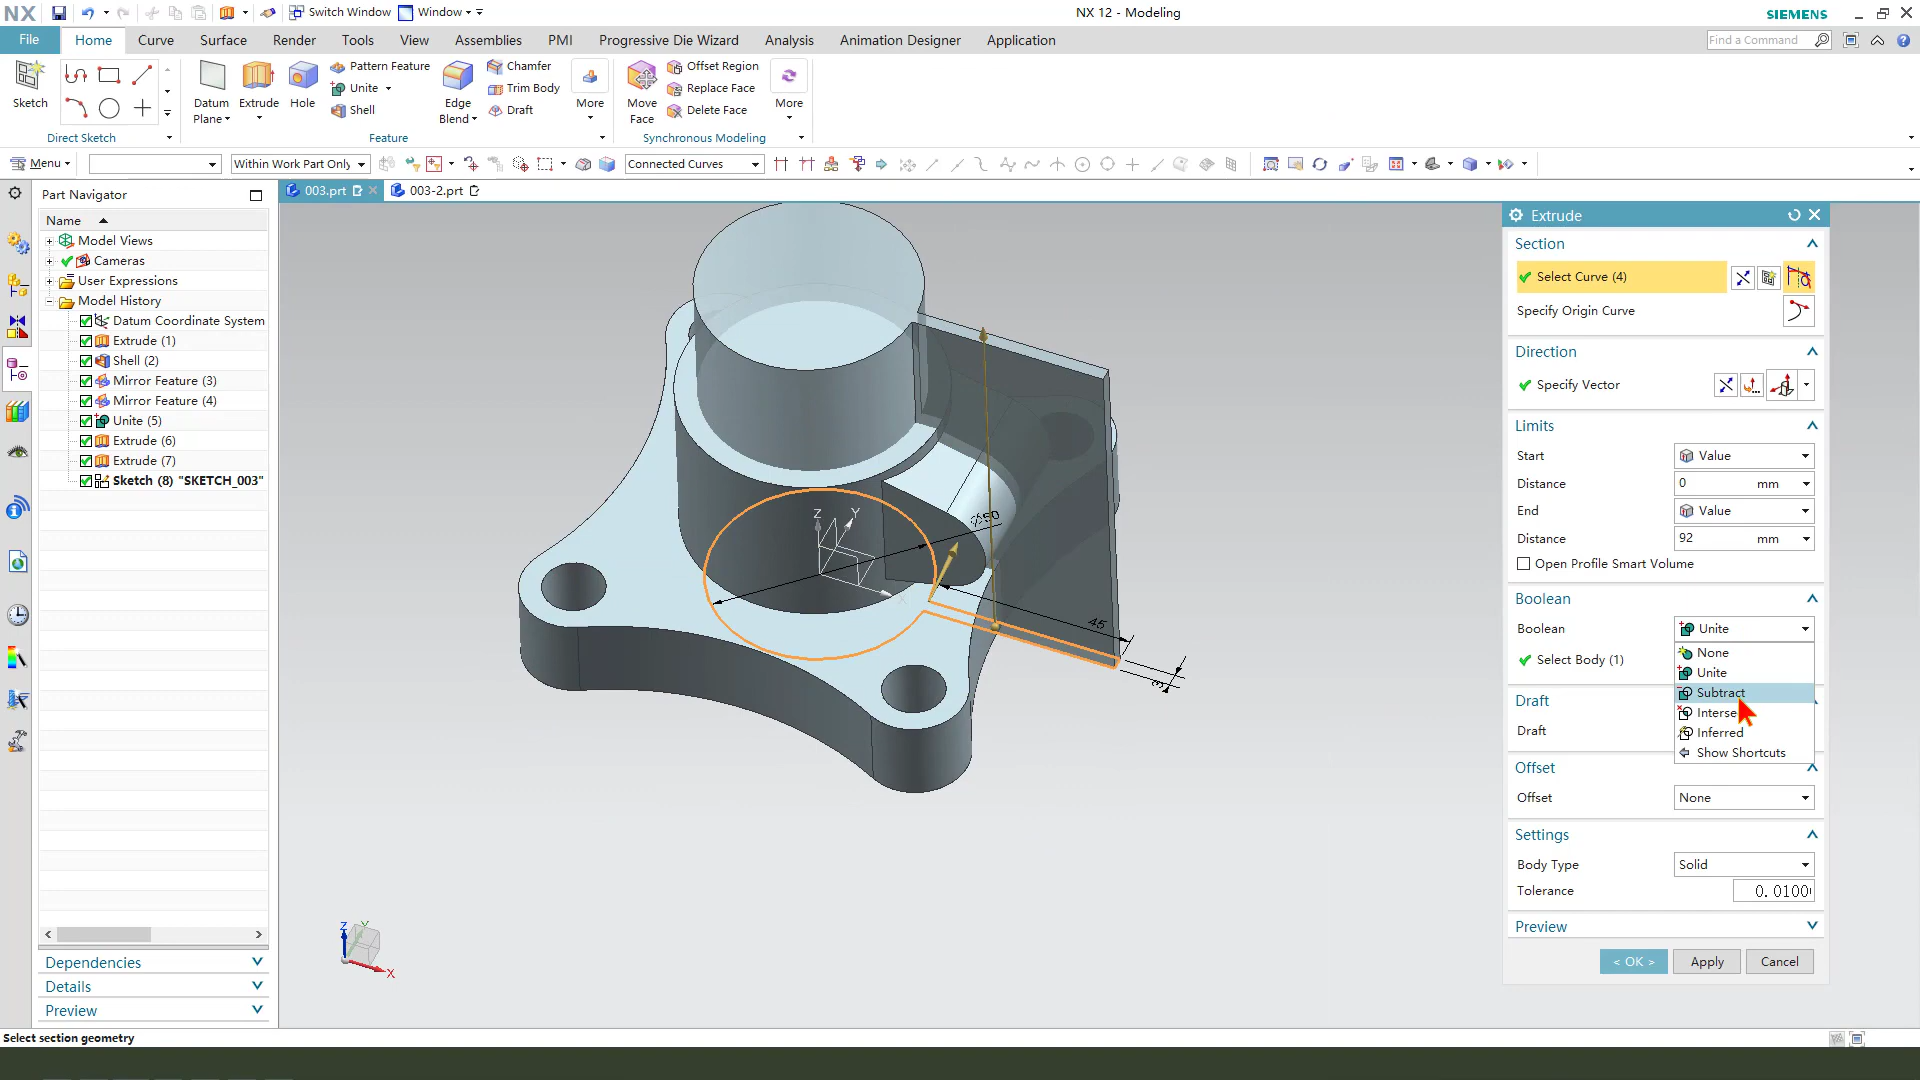 NX
Switch Window
Window
NX 12 - Modeling
SIEMENS
File
Home
Curve
Surface
Render
Tools
View
Assemblies
PMI
Progressive Die Wizard
Analysis
Animation Designer
Application
Find a Command
Sketch
Direct Sketch
Datum
Plane
Extrude
Hole
Pattern Feature
Unite
Shell
Edge
Blend
Chamfer
Trim Body
Draft
More
Feature
Move
Face
Offset Region
Replace Face
Delete Face
More
Synchronous Modeling
Menu
Within Work Part Only
Connected Curves
Part Navigator
003.prt
003-2.prt
Name
Model Views
Cameras
User Expressions
Model History
Datum Coordinate System
Extrude (1)
Shell (2)
Mirror Feature (3)
Mirror Feature (4)
Unite (5)
Extrude (6)
Extrude (7)
Sketch (8) "SKETCH_003"
Dependencies
Details
Preview
Z
Y
X
∅50
45
3
Z
Y
X
Extrude
Section
Select Curve (4)
Specify Origin Curve
Direction
Specify Vector
Limits
Start
Value
Distance
0 mm
End
Value
Distance
92 mm
Open Profile Smart Volume
Boolean
Boolean
Unite
Select Body (1)
None
Unite
Subtract
Interse
Inferred
Show Shortcuts
Draft
Draft
Offset
Offset
None
Settings
Body Type
Solid
Tolerance
0.0100
Preview
< OK >
Apply
Cancel
Select section geometry